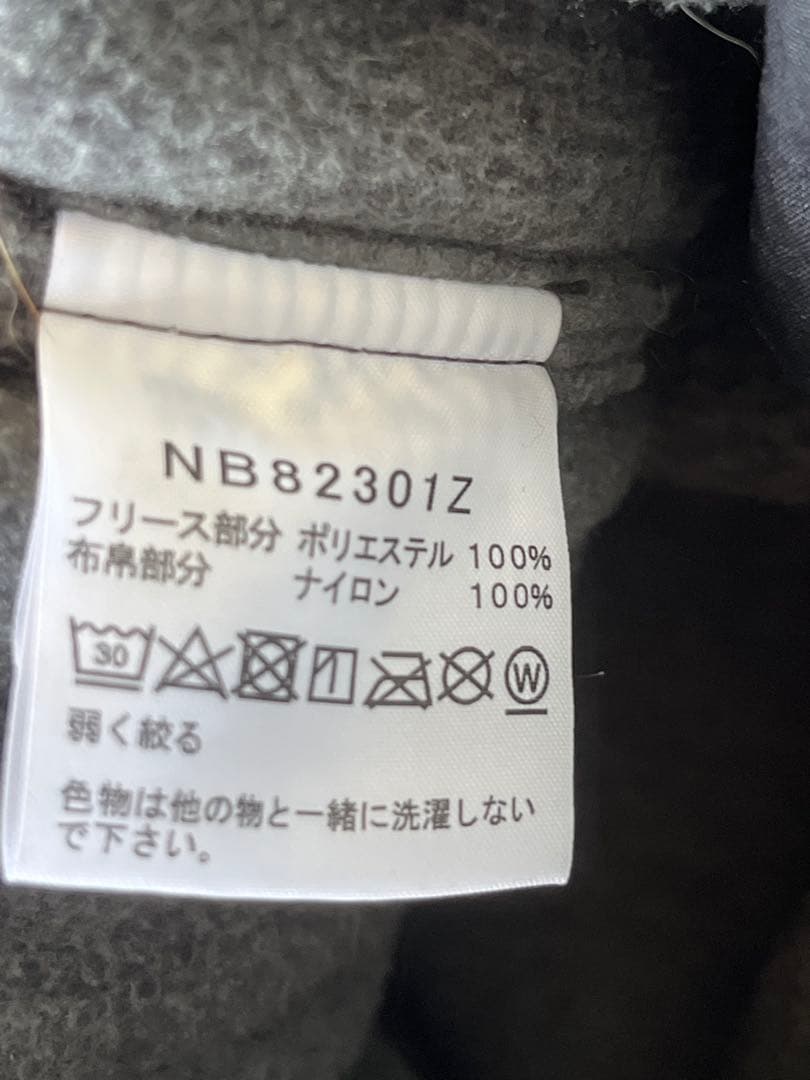 NB82301Z
フリース部分 ポリエステル 100%
布帛部分 ナイロン 100%
30 W
弱く絞る
色物は他の物と一緒に洗濯しない
で下さい。